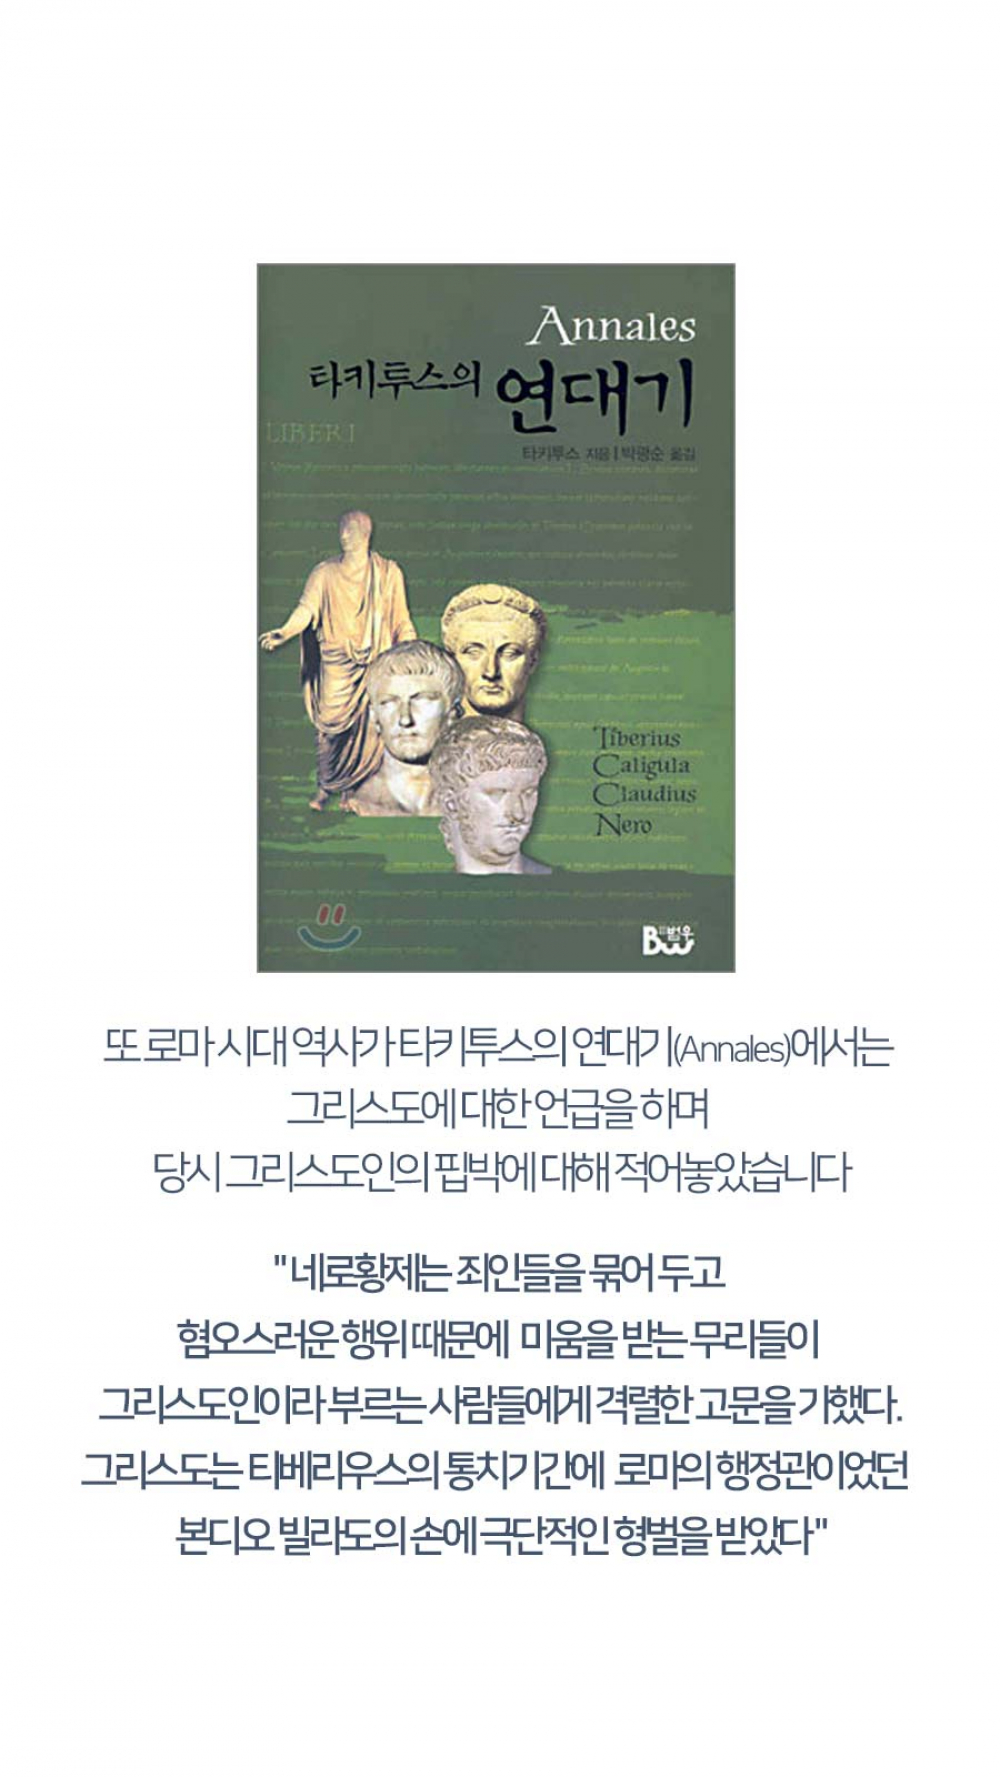 Annales
타키투스의 연대기
LIBER I
타키투스 지음 | 박광순 옮김
Tiberius
Caligula
Claudius
Nero
Bw 범우
또 로마 시대 역사가 타키투스의 연대기(Annales)에서는
그리스도에 대한 언급을 하며
당시 그리스도인의 핍박에 대해 적어놓았습니다
"네로황제는 죄인들을 묶어 두고
혐오스러운 행위 때문에 미움을 받는 무리들이
그리스도인이라 부르는 사람들에게 격렬한 고문을 가했다.
그리스도는 티베리우스의 통치기간에 로마의 행정관이었던
본디오 빌라도의 손에 극단적인 형벌을 받았다"